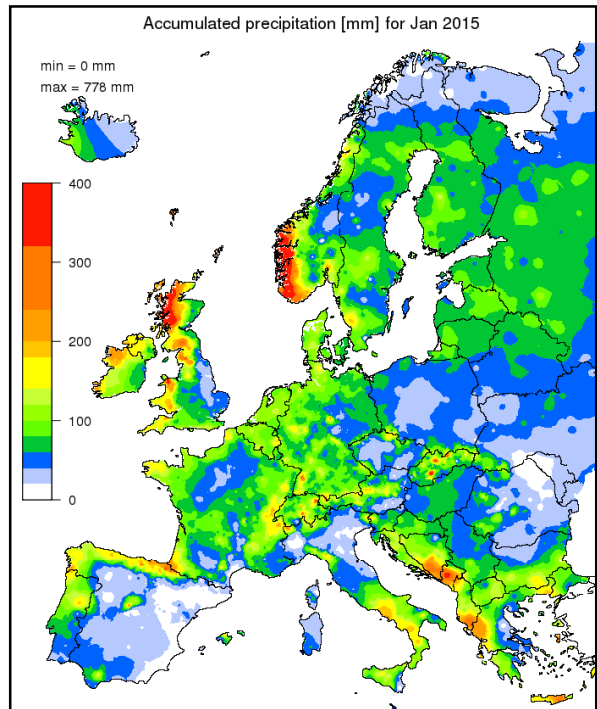 Accumulated precipitation [mm] for Jan 2015
min = 0 mm
max = 778 mm
400
300
200
100
0